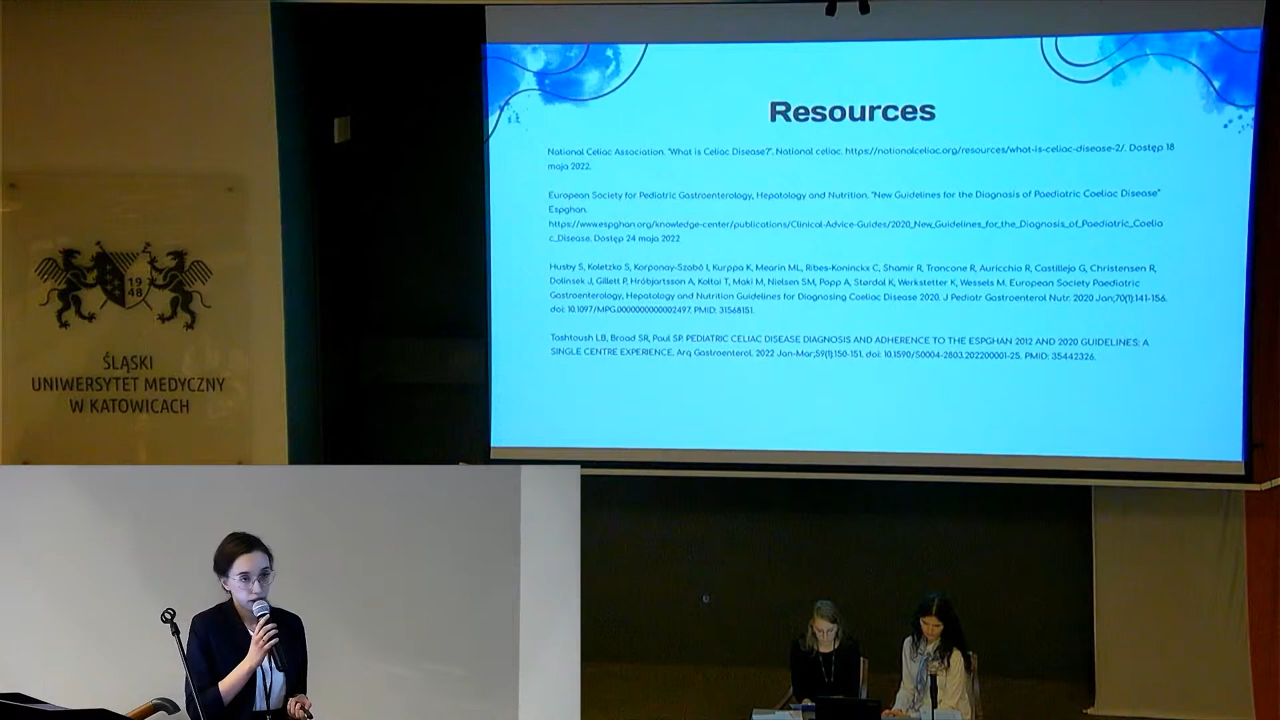 Resources
National Celiac Association. "What is Celiac Disease?". National celiac. https://nationalceliac.org/resources/what-is-celiac-disease-2/. Dostęp 18
maja 2022.
European Society for Pediatric Gastroenterology, Hepatology and Nutrition. "New Guidelines for the Diagnosis of Paediatric Coeliac Disease"
Espghan.
https://www.espghan.org/knowledge-center/publications/Clinical-Advice-Guides/2020_New_Guidelines_for_the_Diagnosis_of_Paediatric_Coelia
c_Disease. Dostęp 24 maja 2022
Husby S, Koletzko S, Korponay-Szabó I, Kurppa K, Mearin ML, Ribes-Koninckx C, Shamir R, Troncone R, Auricchio R, Castillejo G, Christensen R,
Dolinsek J, Gillett P, Hróbjartsson A, Koltai T, Maki M, Nielsen SM, Popp A, Størdal K, Werkstetter K, Wessels M. European Society Paediatric
Gastroenterology, Hepatology and Nutrition Guidelines for Diagnosing Coeliac Disease 2020. J Pediatr Gastroenterol Nutr. 2020 Jan;70(1):141-156.
doi: 10.1097/MPG.0000000000002497. PMID: 31568151.
Tashtoush LB, Broad SR, Paul SP. PEDIATRIC CELIAC DISEASE DIAGNOSIS AND ADHERENCE TO THE ESPGHAN 2012 AND 2020 GUIDELINES: A
SINGLE CENTRE EXPERIENCE. Arq Gastroenterol. 2022 Jan-Mar;59(1):150-151. doi: 10.1590/S0004-2803.202200001-25. PMID: 35442326.
19
48
ŚLĄSKI
UNIWERSYTET MEDYCZNY
W KATOWICACH